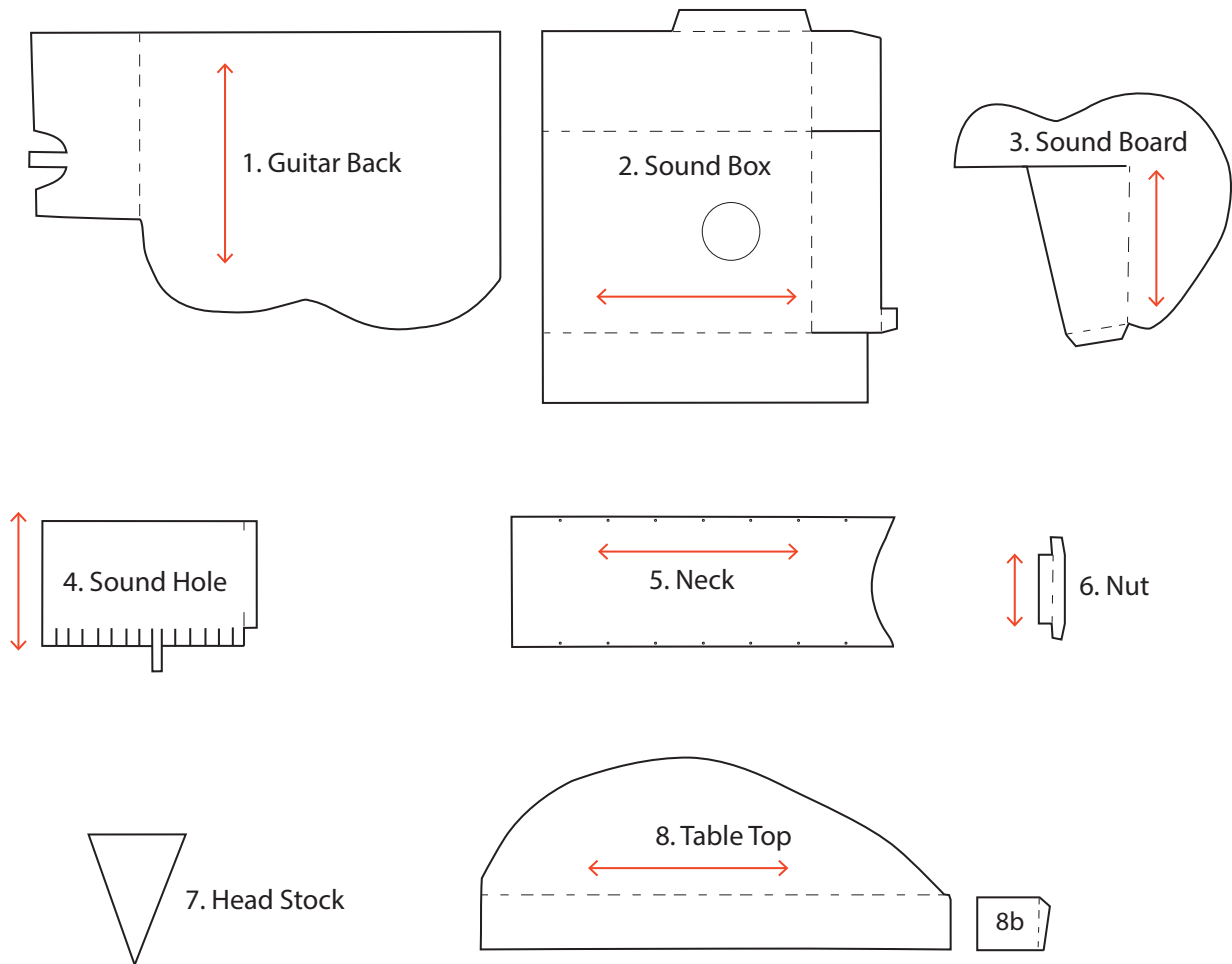 1. Guitar Back
2. Sound Box
3. Sound Board
4. Sound Hole
5. Neck
6. Nut
7. Head Stock
8. Table Top
8b